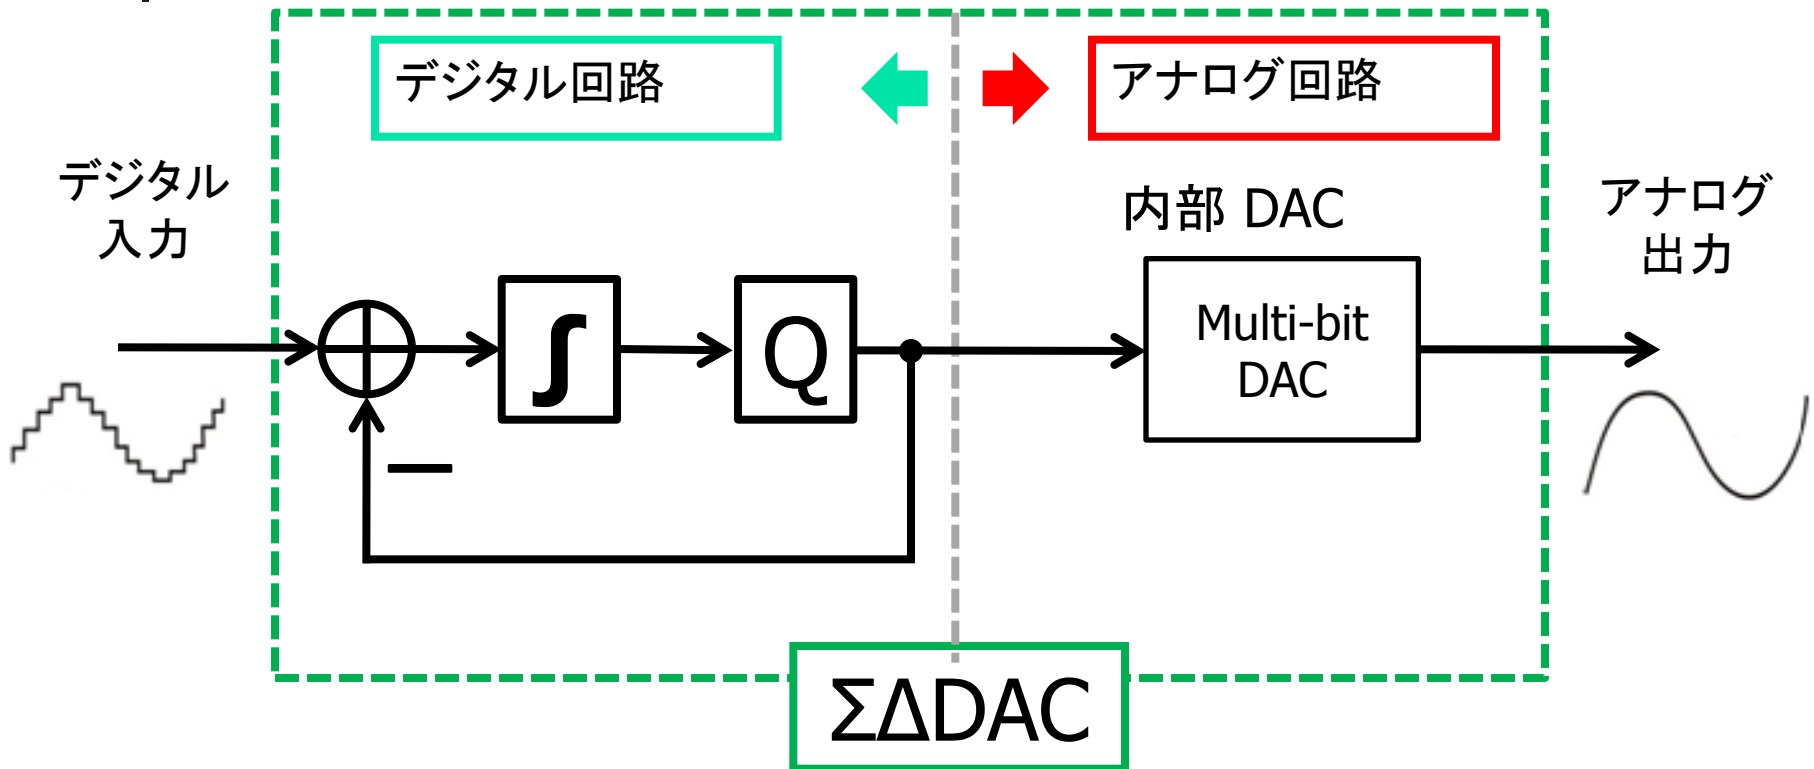 デジタル回路
アナログ回路
デジタル
入力
内部 DAC
アナログ
出力
∫
Q
Multi-bit
DAC
−
ΣΔDAC